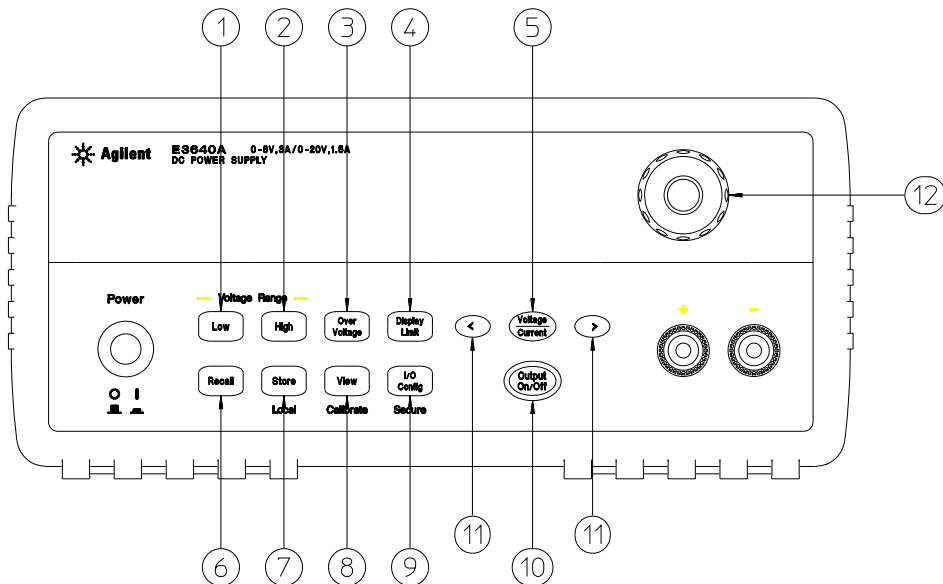 1 2 3 4 5
Agilent E3640A 0-8V,3A/0-20V,1.5A
DC POWER SUPPLY
12
Power
Voltage Range
Low High Over Voltage Display Limit < Voltage Current > + -
Recall Store View I/O Config Output On/Off
O I
Local Calibrate Secure
11 11
6 7 8 9 10